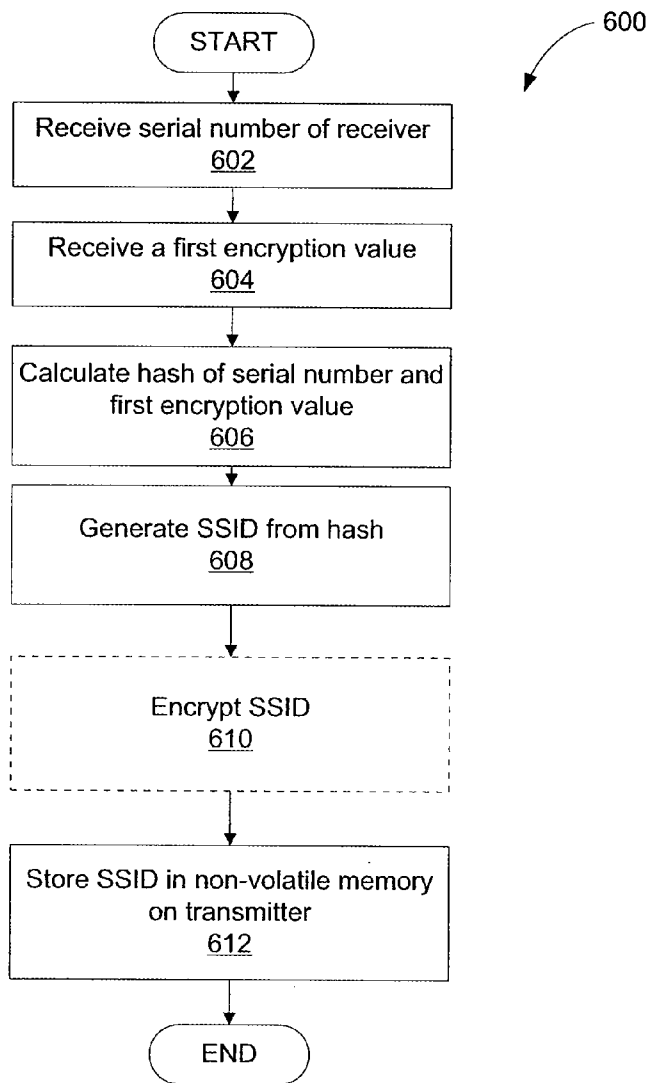 START
600
Receive serial number of receiver
602
Receive a first encryption value
604
Calculate hash of serial number and
first encryption value
606
Generate SSID from hash
608
Encrypt SSID
610
Store SSID in non-volatile memory
on transmitter
612
END